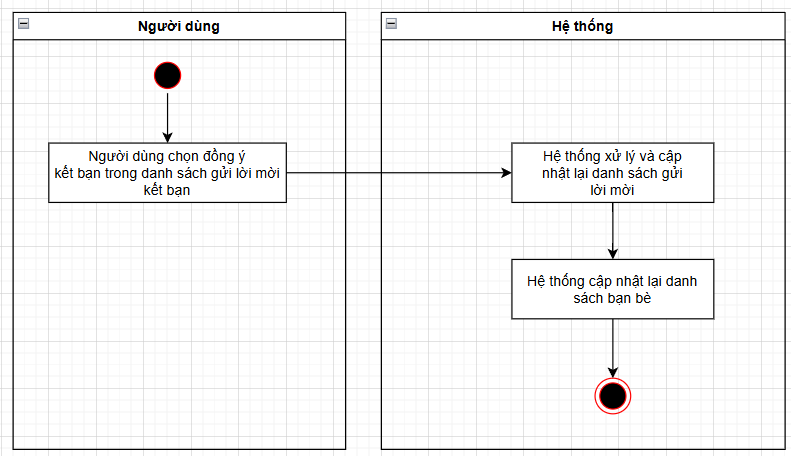 Người dùng
Hệ thống
Người dùng chọn đồng ý
kết bạn trong danh sách gửi lời mời
kết bạn
Hệ thống xử lý và cập
nhật lại danh sách gửi
lời mời
Hệ thống cập nhật lại danh
sách bạn bè